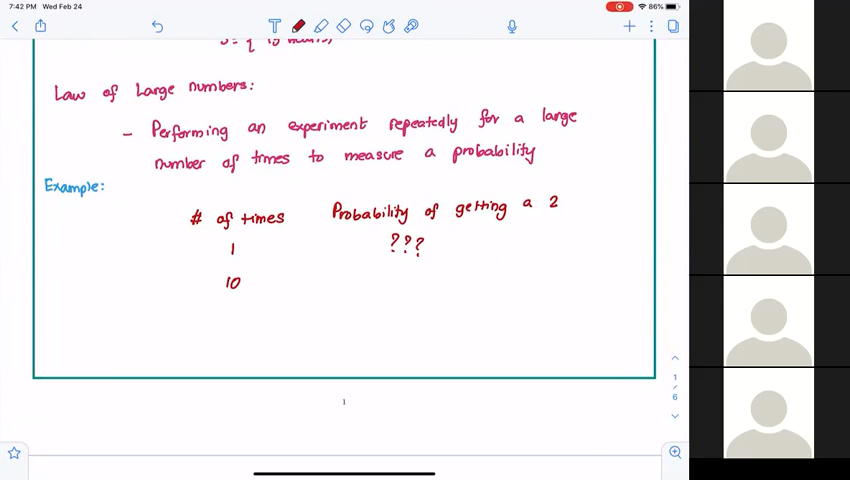 7:42 PM Wed Feb 24
86%
Law of Large numbers:
- Performing an experiment repeatedly for a large
number of times to measure a probability
Example:
# of times Probability of getting a 2
1 ???
10
1
1
6